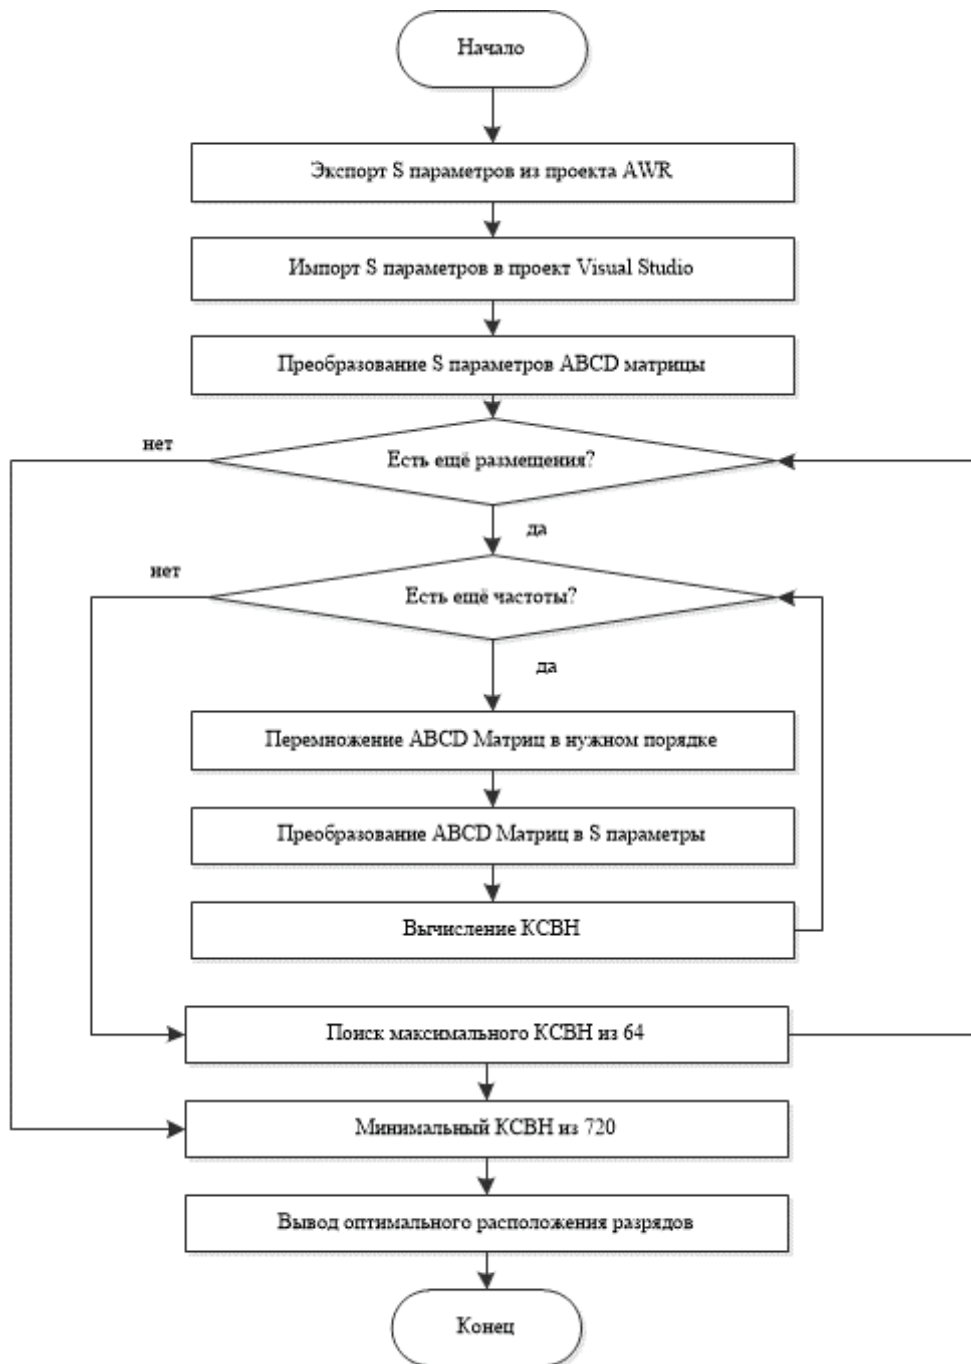 Начало
Экспорт S параметров из проекта AWR
Импорт S параметров в проект Visual Studio
Преобразование S параметров ABCD матрицы
нет
Есть ещё размещения?
да
нет
Есть ещё частоты?
да
Перемножение ABCD Матриц в нужном порядке
Преобразование ABCD Матриц в S параметры
Вычисление КСВН
Поиск максимального КСВН из 64
Минимальный КСВН из 720
Вывод оптимального расположения разрядов
Конец